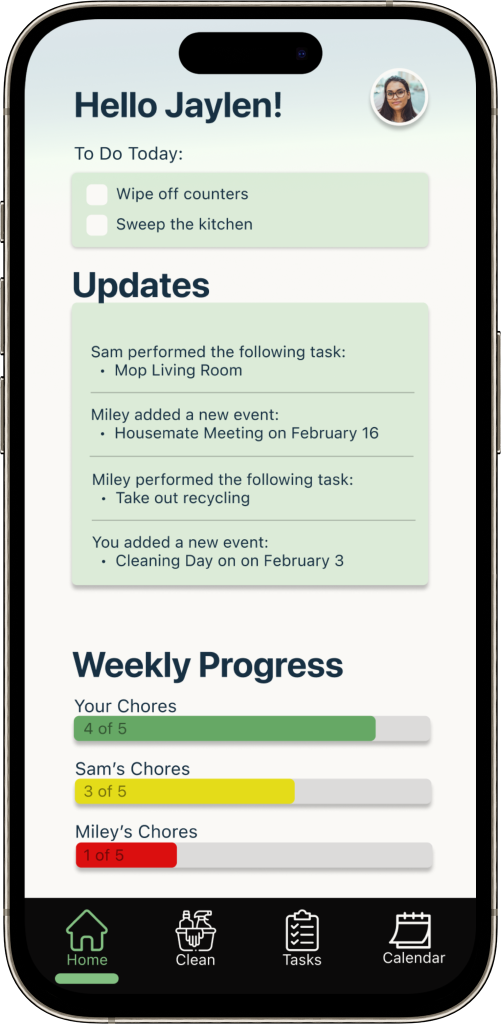 Hello Jaylen!
To Do Today:
Wipe off counters
Sweep the kitchen
Updates
Sam performed the following task:
• Mop Living Room
Miley added a new event:
• Housemate Meeting on February 16
Miley performed the following task:
• Take out recycling
You added a new event:
• Cleaning Day on on February 3
Weekly Progress
Your Chores
4 of 5
Sam’s Chores
3 of 5
Miley’s Chores
1 of 5
Home Clean Tasks Calendar